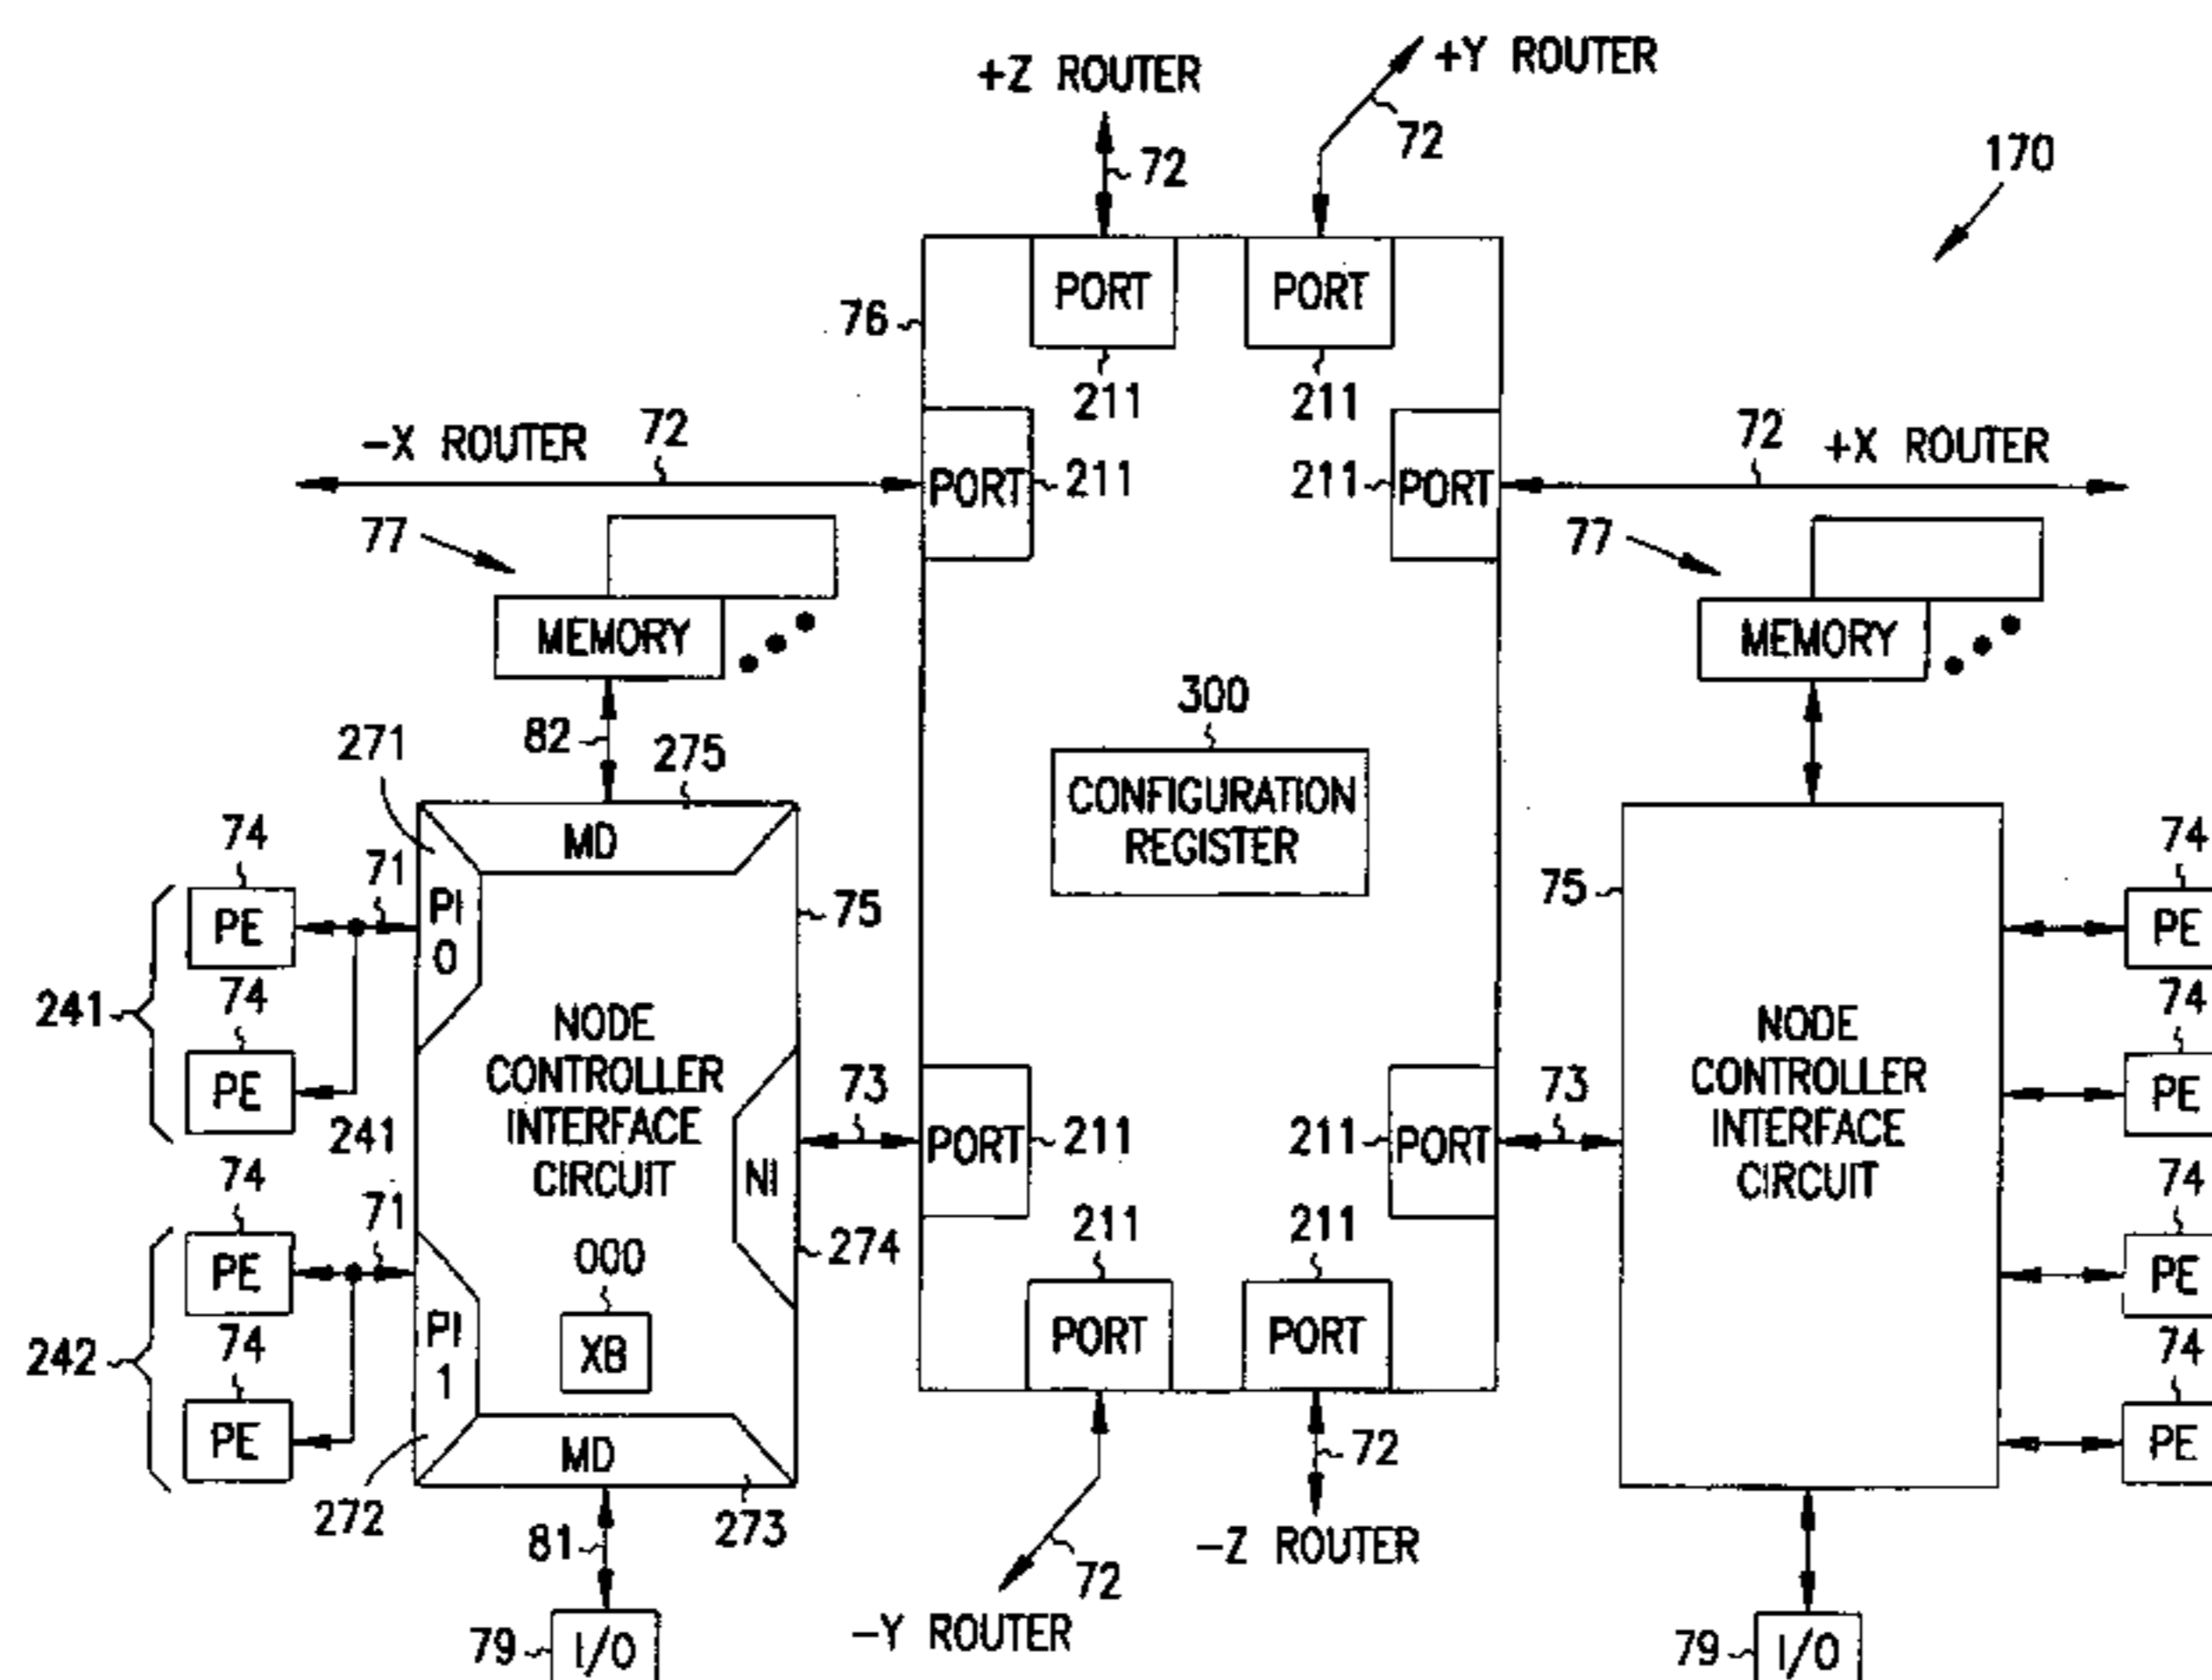 +Z ROUTER
+Y ROUTER
72
72
170
PORT
PORT
76
211
211
-X ROUTER
72
72
+X ROUTER
PORT
211
211
PORT
77
77
MEMORY
MEMORY
300
82
271
275
CONFIGURATION
REGISTER
MD
74
71
75
75
74
PE
PI
0
PE
74
74
241
NODE
CONTROLLER
INTERFACE
CIRCUIT
NODE
CONTROLLER
INTERFACE
CIRCUIT
PE
73
73
PE
241
PORT
211
211
PORT
74
71
NI
74
211
211
PE
000
274
PE
242
74
PI
1
XB
PORT
PORT
74
PE
MD
72
PE
272
273
81
-Z ROUTER
72
79
I/O
-Y ROUTER
79
I/O